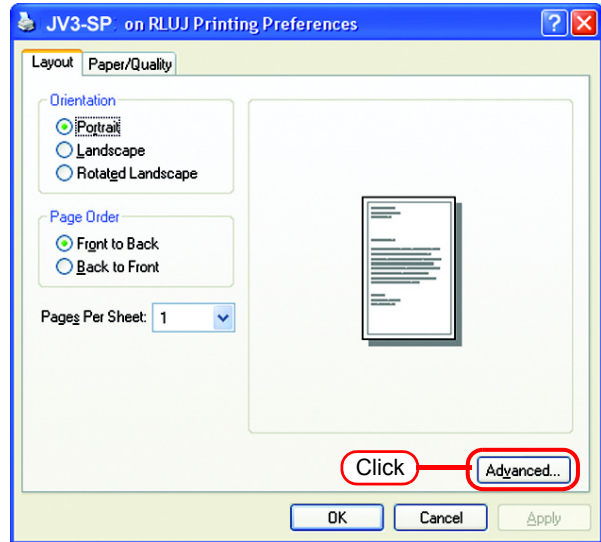 JV3-SP: on RLUJ Printing Preferences
Layout Paper/Quality
Orientation
Portrait
Landscape
Rotated Landscape
Page Order
Front to Back
Back to Front
Pages Per Sheet: 1
Click
Advanced...
OK Cancel Apply